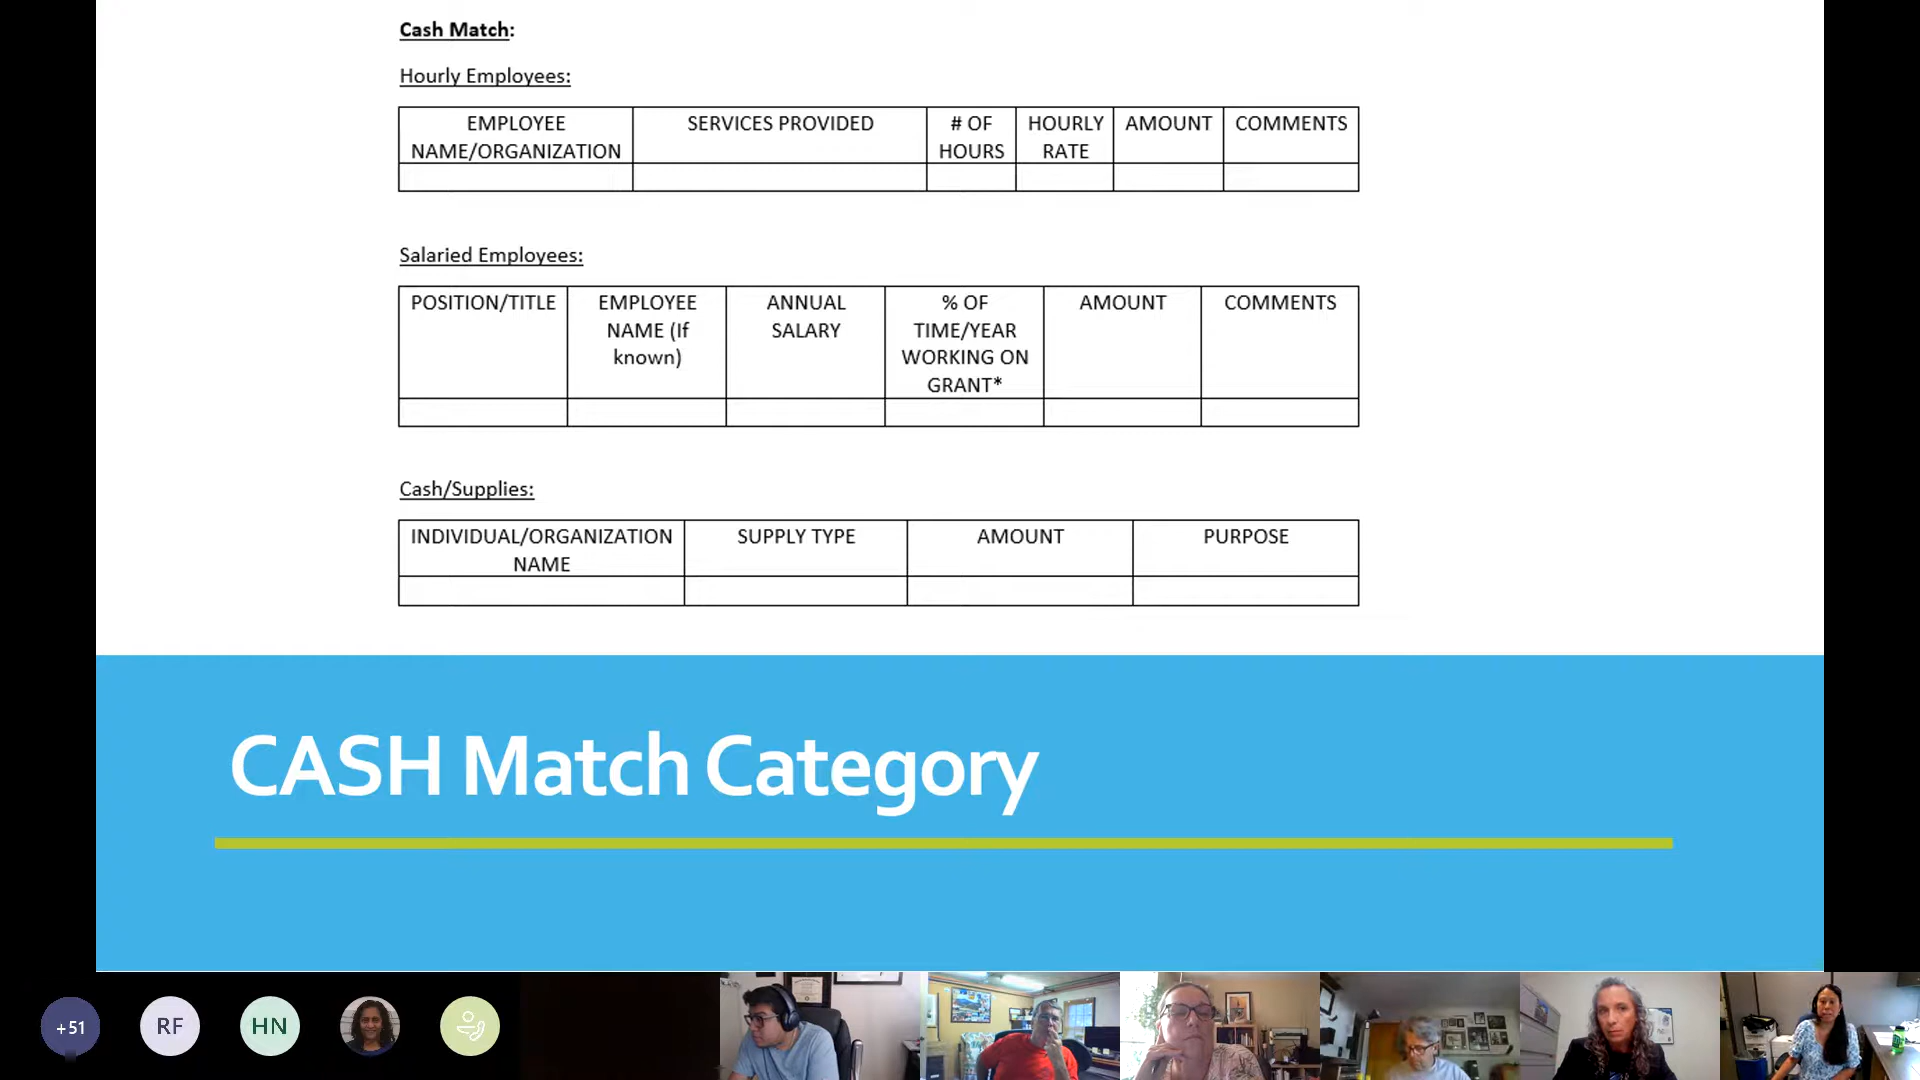 Cash Match:
Hourly Employees:
EMPLOYEE
NAME/ORGANIZATION
SERVICES PROVIDED
# OF
HOURS
HOURLY
RATE
AMOUNT
COMMENTS
Salaried Employees:
POSITION/TITLE
EMPLOYEE
NAME (If
known)
ANNUAL
SALARY
% OF
TIME/YEAR
WORKING ON
GRANT*
AMOUNT
COMMENTS
Cash/Supplies:
INDIVIDUAL/ORGANIZATION
NAME
SUPPLY TYPE
AMOUNT
PURPOSE
CASH Match Category
+51
RF
HN